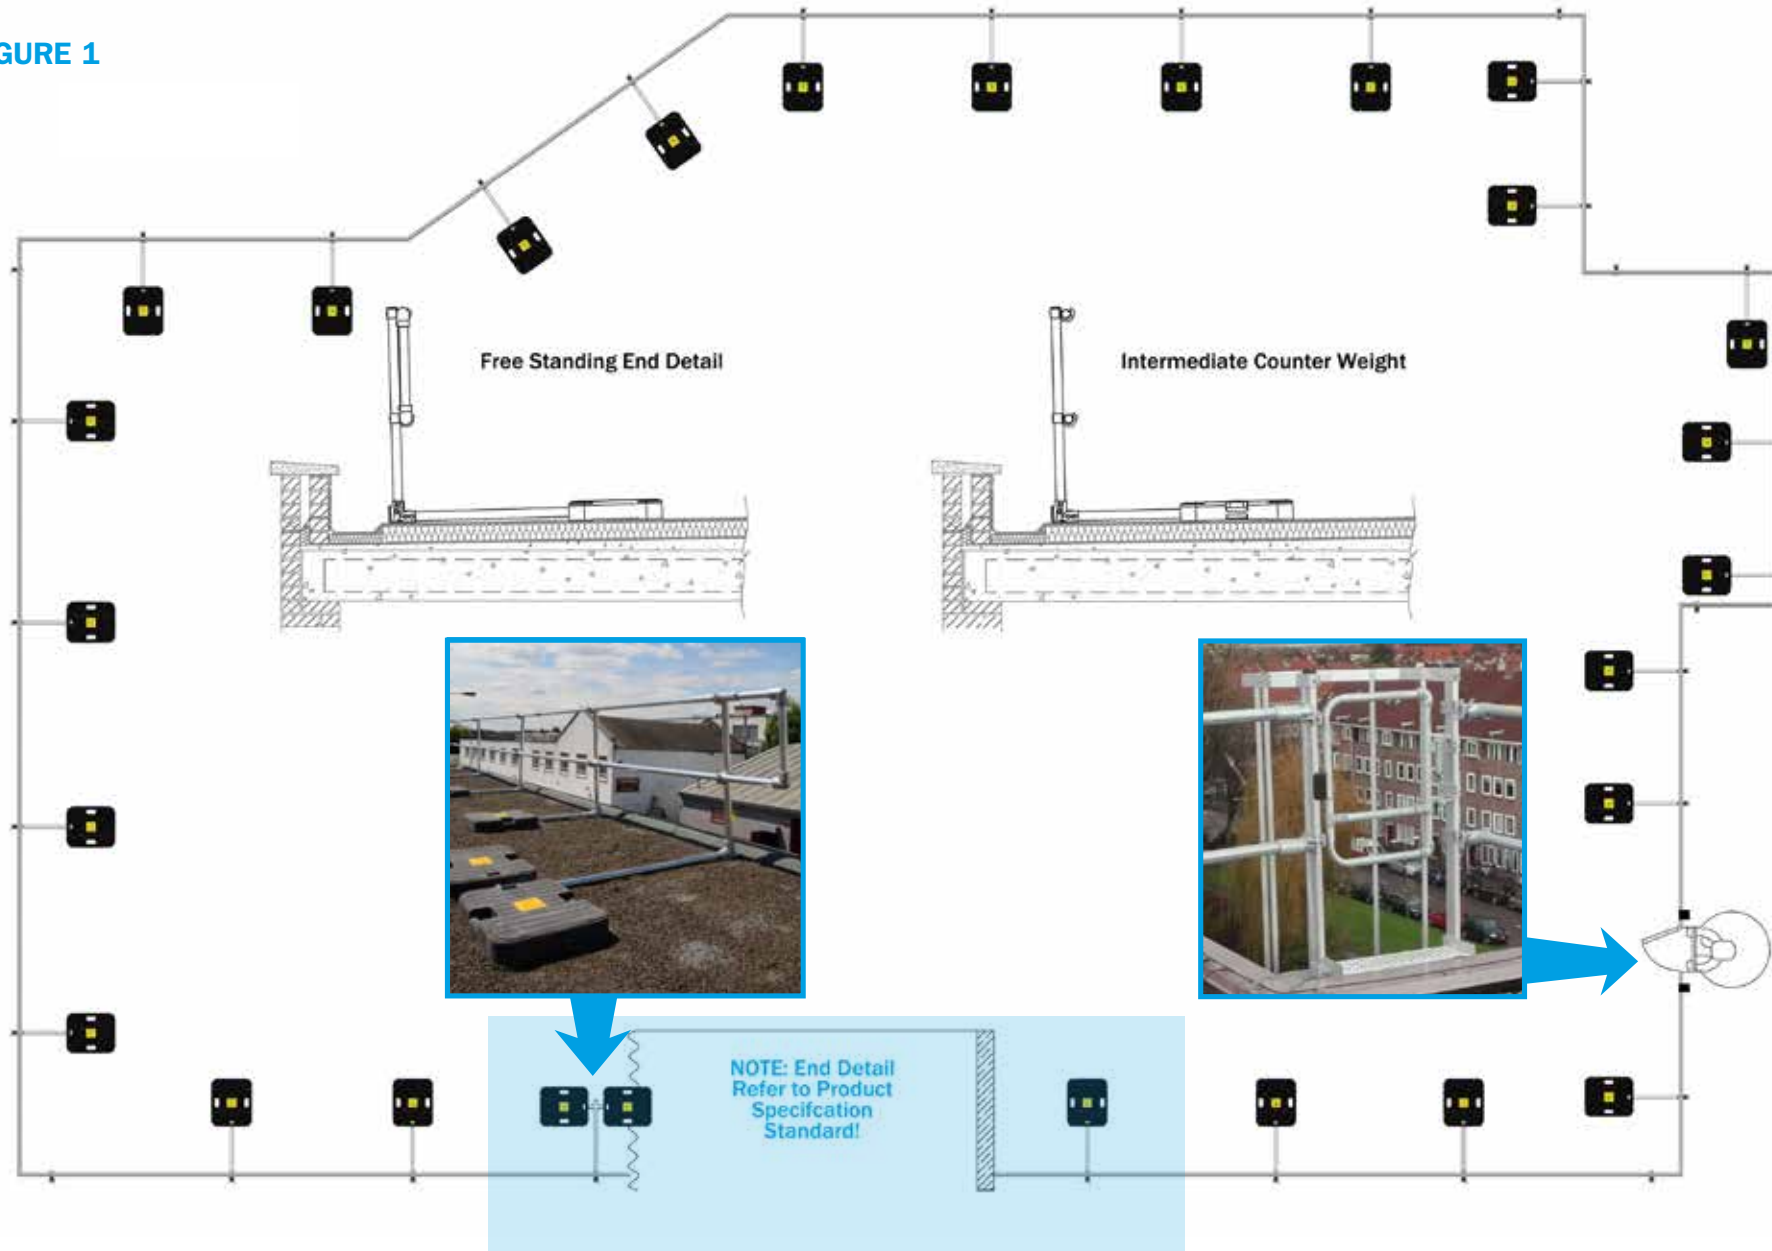 GURE 1
Free Standing End Detail
Intermediate Counter Weight
NOTE: End Detail
Refer to Product
Specifcation
Standard!